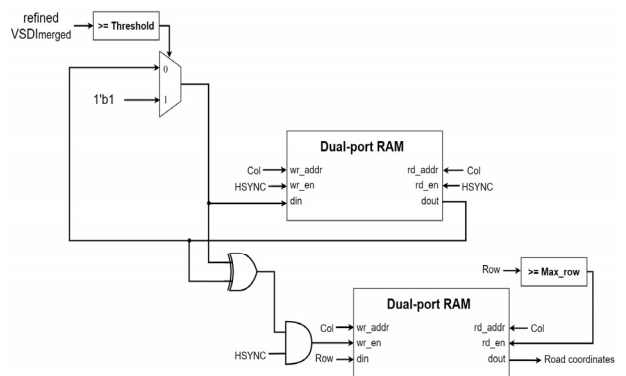 refined
VSDImerged
>= Threshold
0
1'b1
1
Dual-port RAM
Col
wr_addr
rd_addr
Col
HSYNC
wr_en
rd_en
HSYNC
din
dout
Row
>= Max_row
Dual-port RAM
Col
wr_addr
rd_addr
Col
HSYNC
wr_en
rd_en
Row
din
dout
Road coordinates